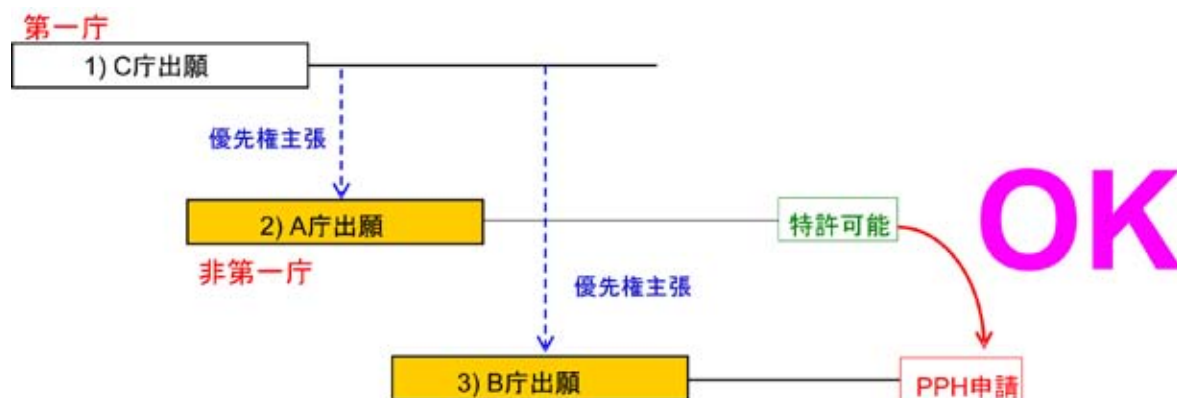 第一庁
1) C庁出願
優先権主張
2) A庁出願
特許可能
OK
非第一庁
優先権主張
3) B庁出願
PPH申請